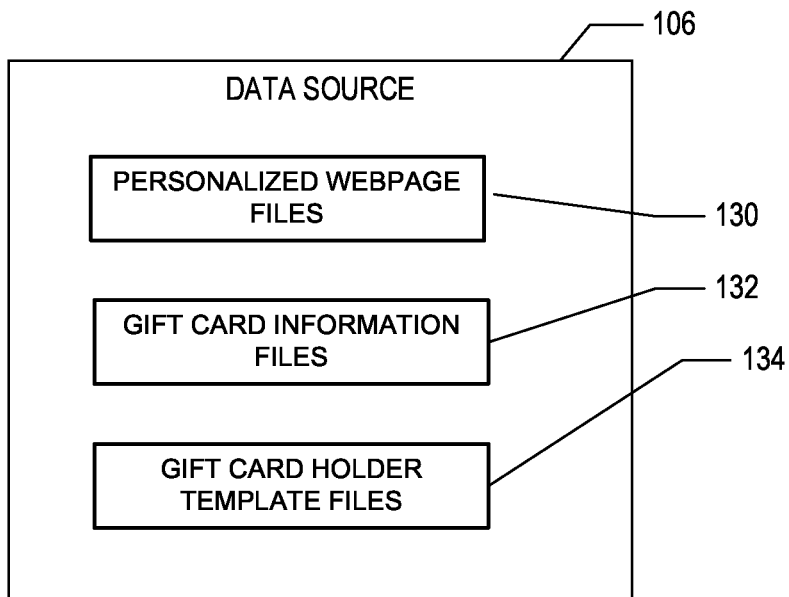 106
DATA SOURCE
PERSONALIZED WEBPAGE
FILES
130
132
GIFT CARD INFORMATION
FILES
134
GIFT CARD HOLDER
TEMPLATE FILES